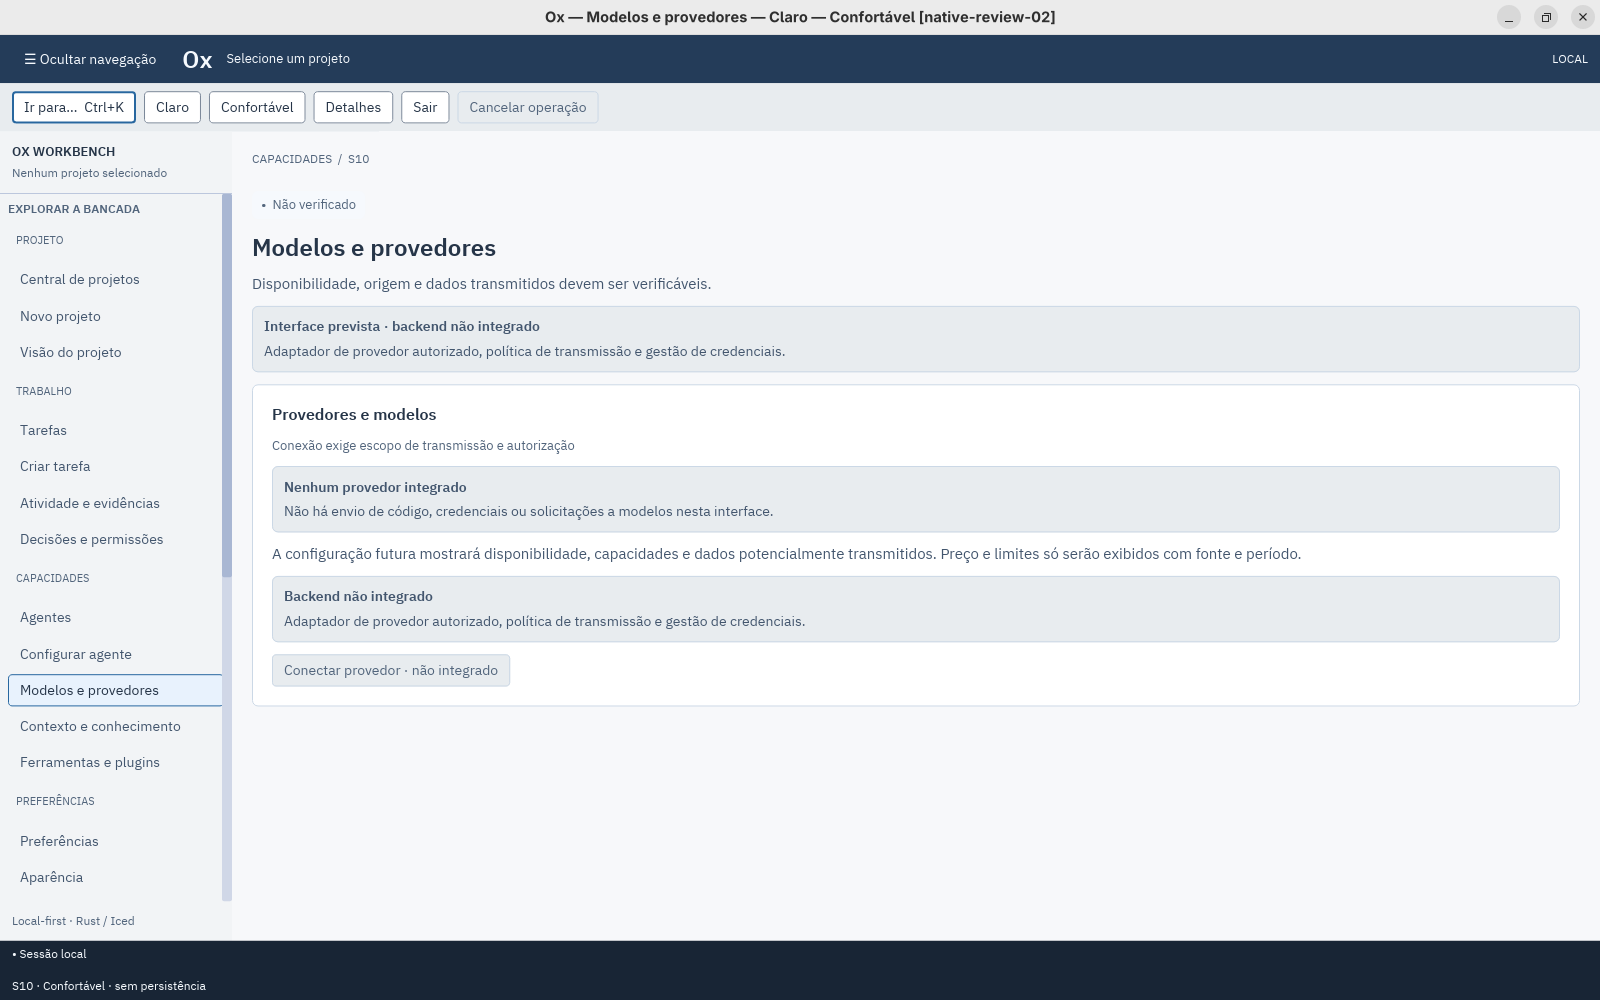 Ox — Modelos e provedores — Claro — Confortável [native-review-02]
☰ Ocultar navegação
Ox
Selecione um projeto
LOCAL
Ir para... Ctrl+K
Claro
Confortável
Detalhes
Sair
Cancelar operação
OX WORKBENCH
Nenhum projeto selecionado
EXPLORAR A BANCADA
PROJETO
Central de projetos
Novo projeto
Visão do projeto
TRABALHO
Tarefas
Criar tarefa
Atividade e evidências
Decisões e permissões
CAPACIDADES
Agentes
Configurar agente
Modelos e provedores
Contexto e conhecimento
Ferramentas e plugins
PREFERÊNCIAS
Preferências
Aparência
Local-first · Rust / Iced
CAPACIDADES / S10
• Não verificado
Modelos e provedores
Disponibilidade, origem e dados transmitidos devem ser verificáveis.
Interface prevista · backend não integrado
Adaptador de provedor autorizado, política de transmissão e gestão de credenciais.
Provedores e modelos
Conexão exige escopo de transmissão e autorização
Nenhum provedor integrado
Não há envio de código, credenciais ou solicitações a modelos nesta interface.
A configuração futura mostrará disponibilidade, capacidades e dados potencialmente transmitidos. Preço e limites só serão exibidos com fonte e período.
Backend não integrado
Adaptador de provedor autorizado, política de transmissão e gestão de credenciais.
Conectar provedor · não integrado
• Sessão local
S10 · Confortável · sem persistência